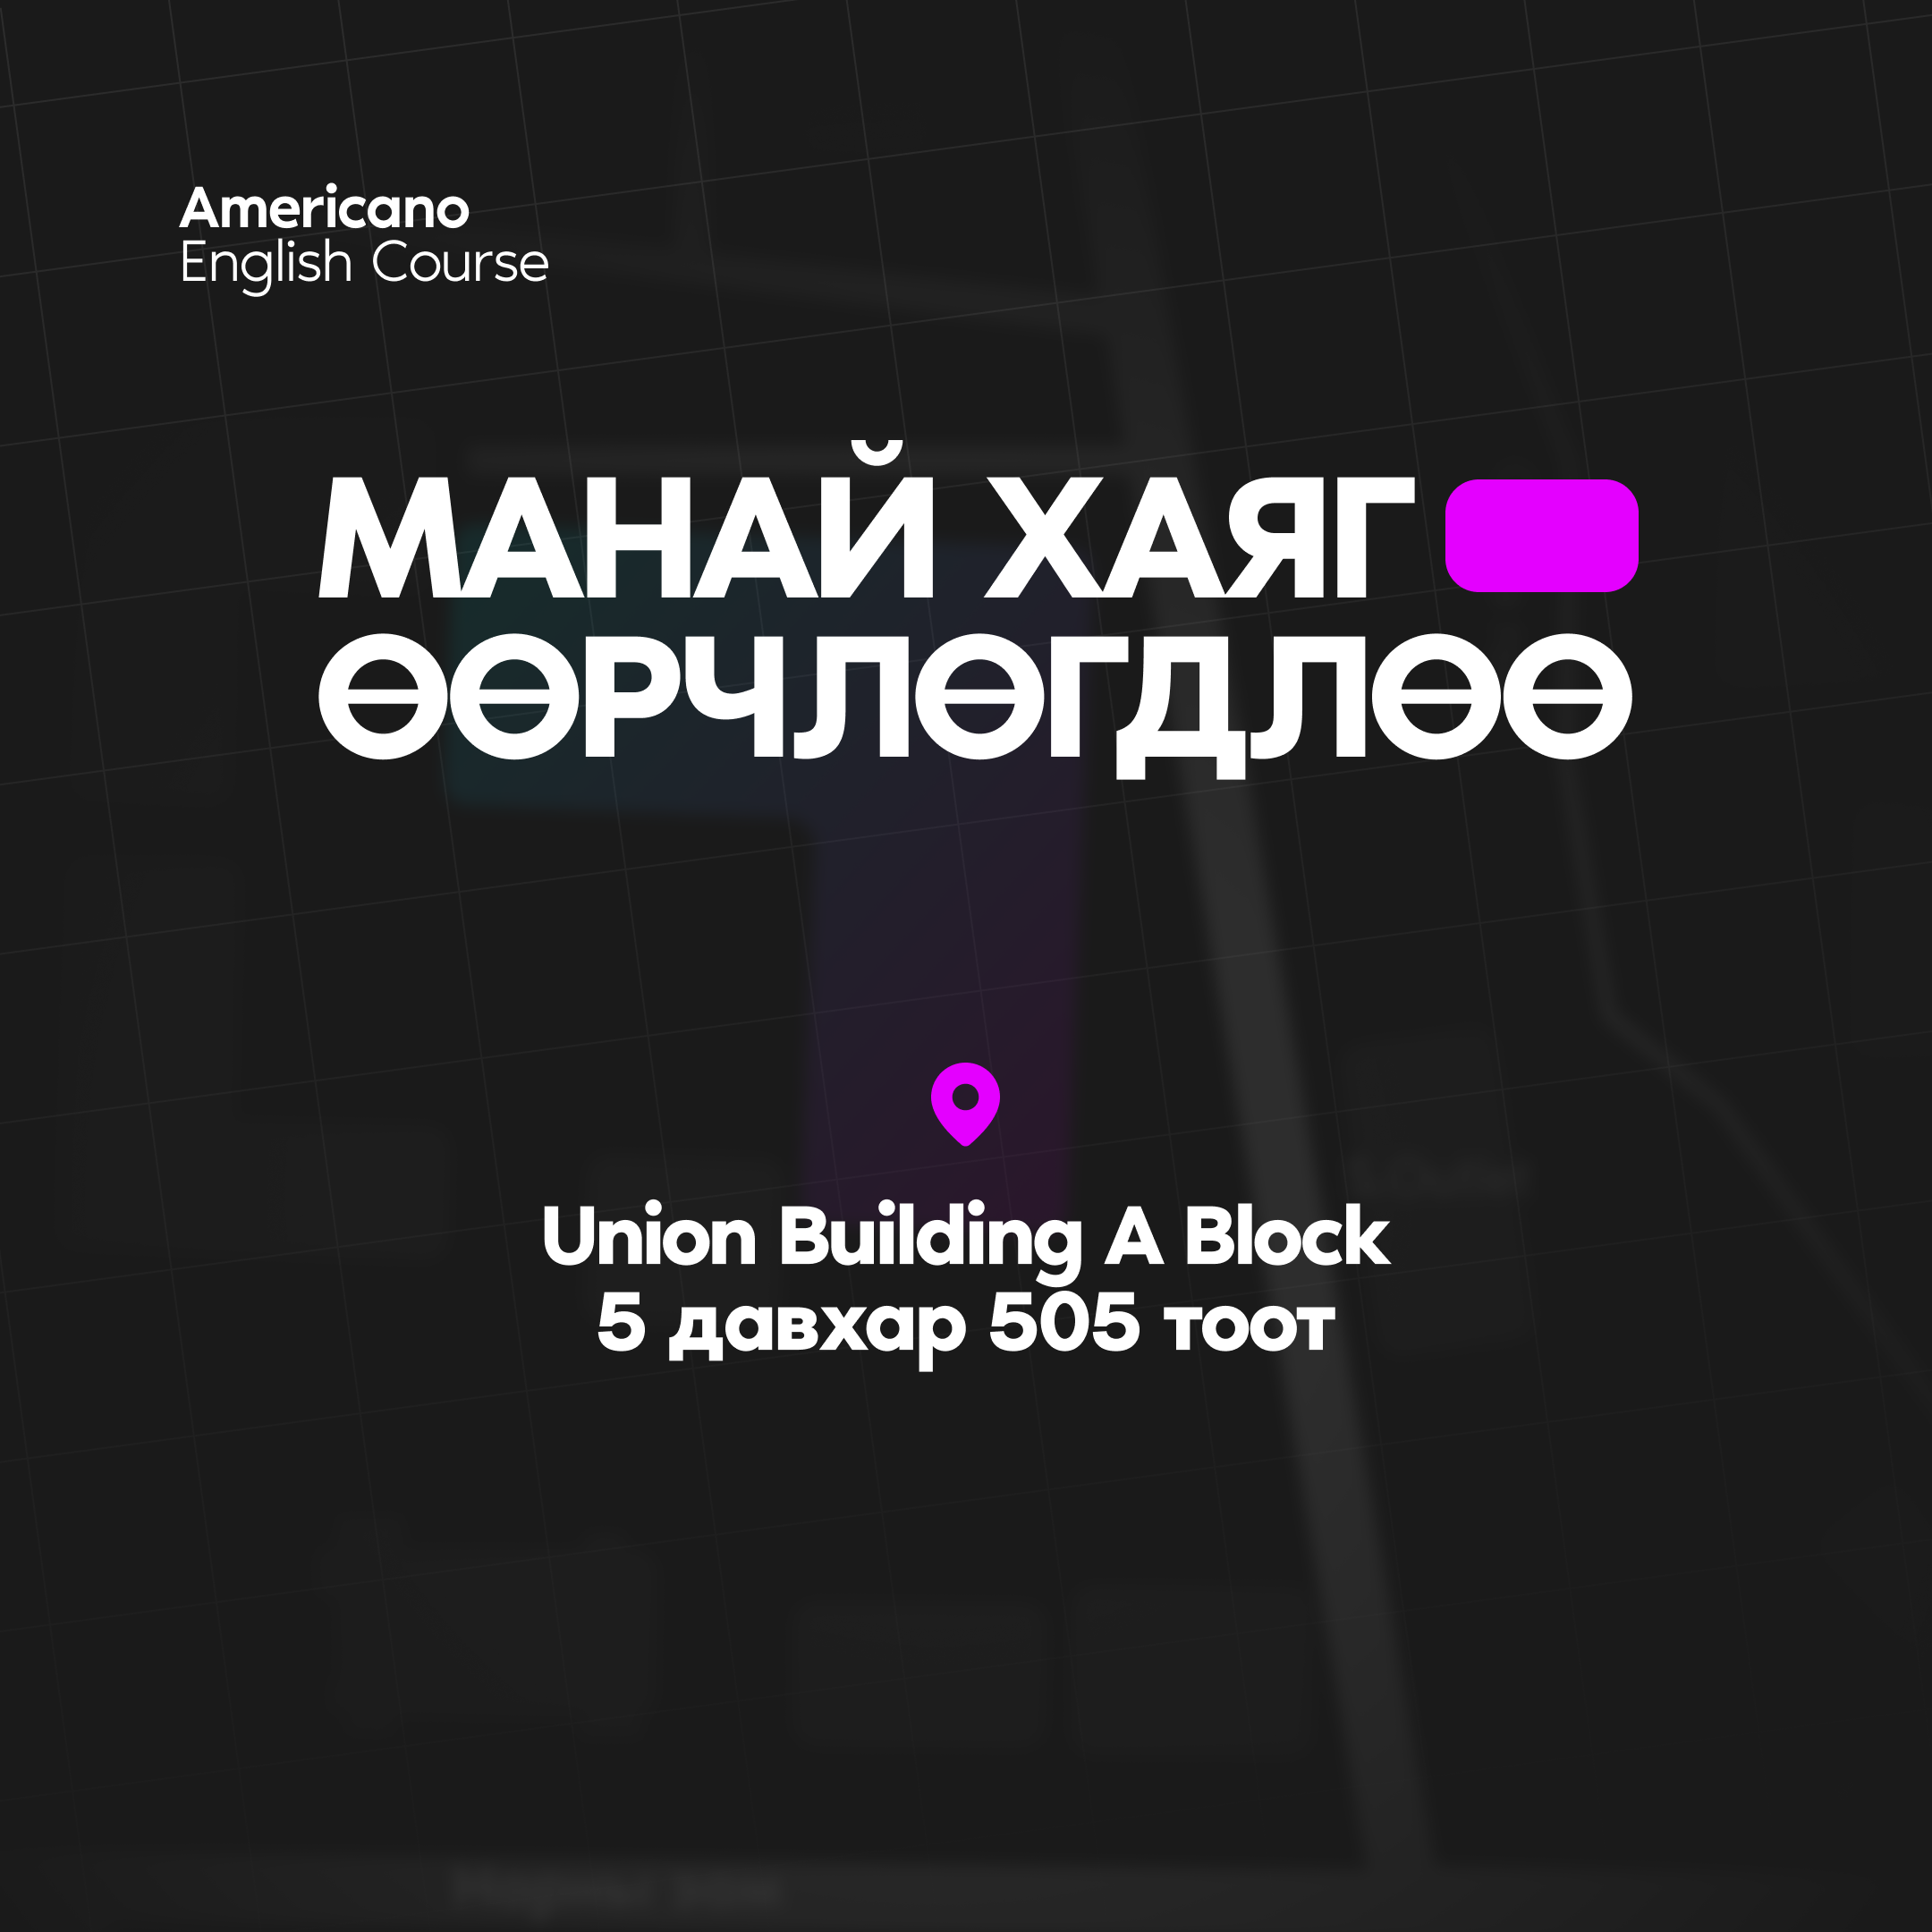 Americano
English Course
МАНАЙ ХАЯГ
ӨӨРЧЛӨГДЛӨӨ
Union Building A Block
5 давхар 505 тоот